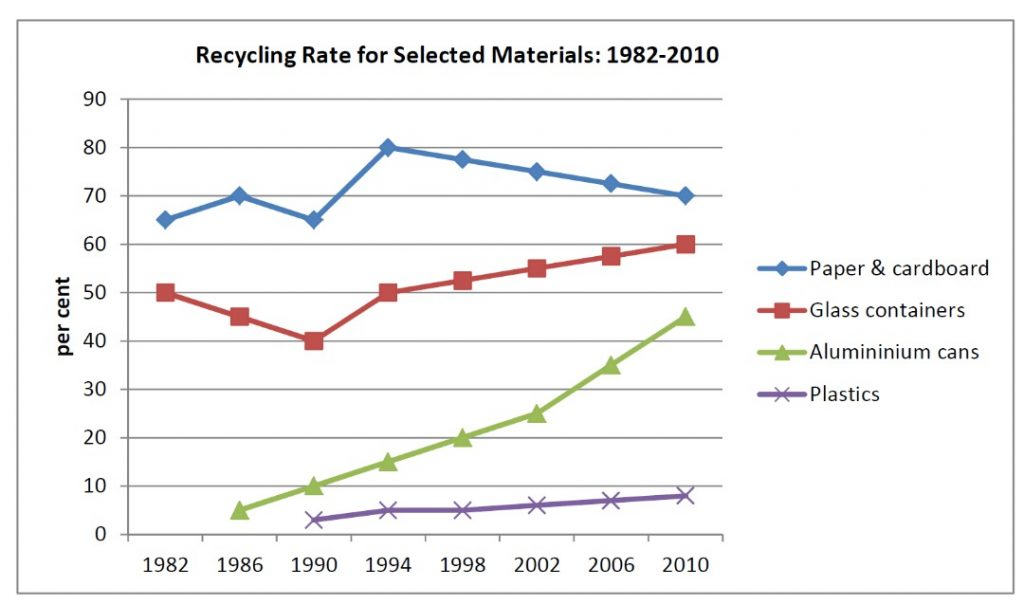 Recycling Rate for Selected Materials: 1982-2010
90
80
70
60
50
40
30
20
10
0
per cent
1982 1986 1990 1994 1998 2002 2006 2010
Paper & cardboard
Glass containers
Alumininium cans
Plastics